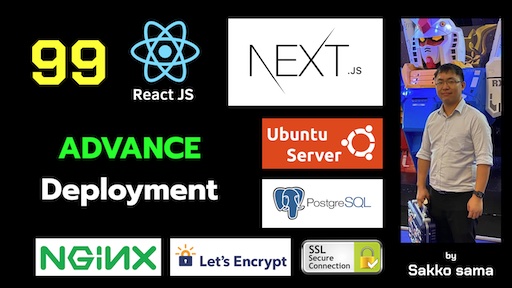 99
React JS
NEXT
.JS
ADVANCE
Deployment
Ubuntu
Server
PostgreSQL
NGINX
Let's Encrypt
SSL
Secure
Connection
RX
by
Sakko sama